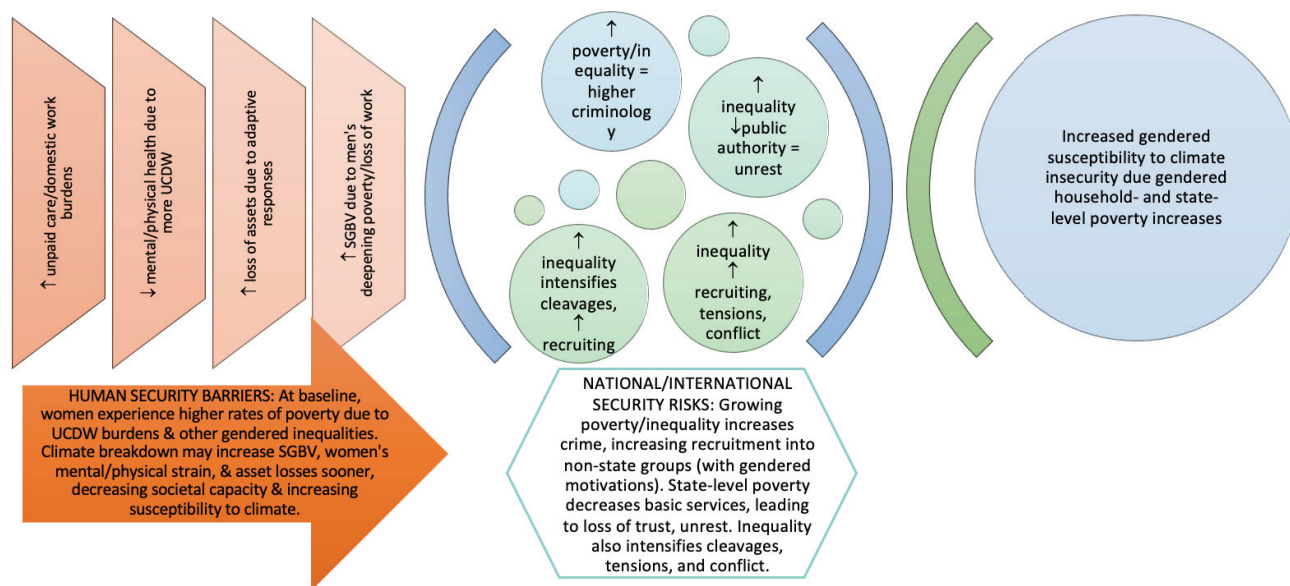 ↑ unpaid care/domestic work
burdens
↓ mental/physical health due to
more UCDW
↑ loss of assets due to adaptive
responses
↑ SGBV due to men's
deepening poverty/loss of work
↑
poverty/in
equality =
higher
criminolog
y
↑
inequality
↓public
authority =
unrest
↑
inequality
intensifies
cleavages,
↑
recruiting
↑
inequality
↑
recruiting,
tensions,
conflict
Increased gendered
susceptibility to climate
insecurity due gendered
household- and state-
level poverty increases
HUMAN SECURITY BARRIERS: At baseline,
women experience higher rates of poverty due to
UCDW burdens & other gendered inequalities.
Climate breakdown may increase SGBV, women's
mental/physical strain, & asset losses sooner,
decreasing societal capacity & increasing
susceptibility to climate.
NATIONAL/INTERNATIONAL
SECURITY RISKS: Growing
poverty/inequality increases
crime, increasing recruitment into
non-state groups (with gendered
motivations). State-level poverty
decreases basic services, leading
to loss of trust, unrest. Inequality
also intensifies cleavages,
tensions, and conflict.